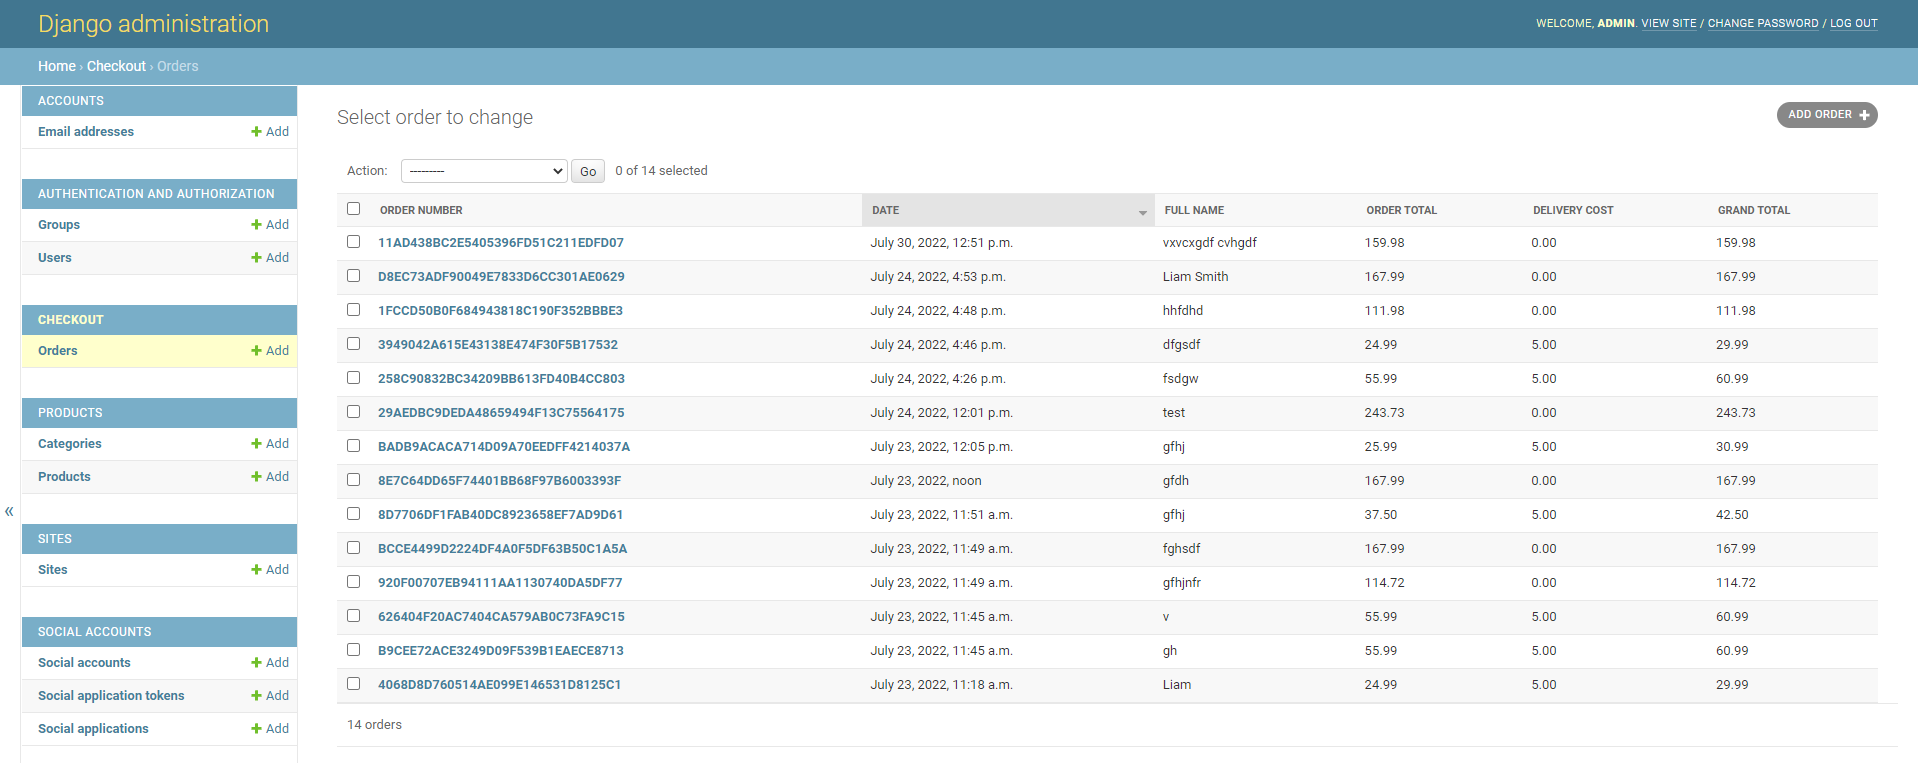 Django administration
WELCOME, ADMIN. VIEW SITE / CHANGE PASSWORD / LOG OUT
Home › Checkout › Orders
ACCOUNTS
Email addresses Add
AUTHENTICATION AND AUTHORIZATION
Groups Add
Users Add
CHECKOUT
Orders Add
PRODUCTS
Categories Add
Products Add
«
SITES
Sites Add
SOCIAL ACCOUNTS
Social accounts Add
Social application tokens Add
Social applications Add
Select order to change
ADD ORDER
Action: --------- Go 0 of 14 selected
ORDER NUMBER DATE FULL NAME ORDER TOTAL DELIVERY COST GRAND TOTAL
11AD438BC2E5405396FD51C211EDFD07 July 30, 2022, 12:51 p.m. vxvcxgdf cvhgdf 159.98 0.00 159.98
D8EC73ADF90049E7833D6CC301AE0629 July 24, 2022, 4:53 p.m. Liam Smith 167.99 0.00 167.99
1FCCD50B0F684943818C190F352BBBE3 July 24, 2022, 4:48 p.m. hhfdhd 111.98 0.00 111.98
3949042A615E43138E474F30F5B17532 July 24, 2022, 4:46 p.m. dfgsdf 24.99 5.00 29.99
258C90832BC34209BB613FD40B4CC803 July 24, 2022, 4:26 p.m. fsdgw 55.99 5.00 60.99
29AEDBC9DEDA48659494F13C75564175 July 24, 2022, 12:01 p.m. test 243.73 0.00 243.73
BADB9ACACA714D09A70EEDFF4214037A July 23, 2022, 12:05 p.m. gfhj 25.99 5.00 30.99
8E7C64DD65F74401BB68F97B6003393F July 23, 2022, noon gfdh 167.99 0.00 167.99
8D7706DF1FAB40DC8923658EF7AD9D61 July 23, 2022, 11:51 a.m. gfhj 37.50 5.00 42.50
BCCE4499D2224DF4A0F5DF63B50C1A5A July 23, 2022, 11:49 a.m. fghsdf 167.99 0.00 167.99
920F00707EB94111AA1130740DA5DF77 July 23, 2022, 11:49 a.m. gfhjnfr 114.72 0.00 114.72
626404F20AC7404CA579AB0C73FA9C15 July 23, 2022, 11:45 a.m. v 55.99 5.00 60.99
B9CEE72ACE3249D09F539B1EAECE8713 July 23, 2022, 11:45 a.m. gh 55.99 5.00 60.99
4068D8D760514AE099E146531D8125C1 July 23, 2022, 11:18 a.m. Liam 24.99 5.00 29.99
14 orders